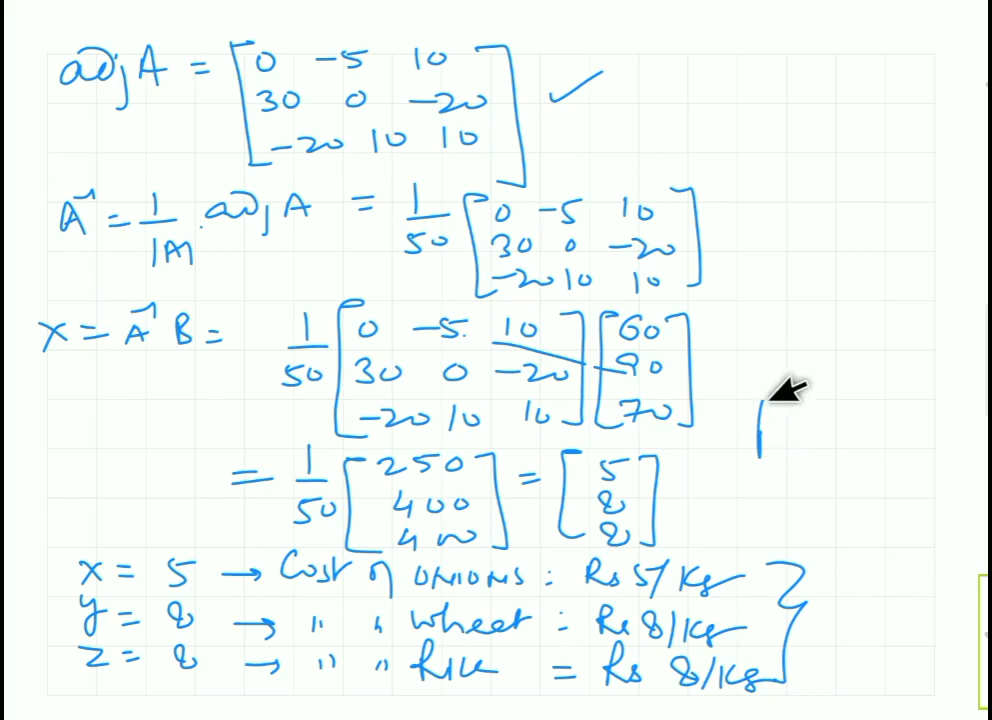 adj A = [0 -5 10
30 0 -20
-20 10 10] ✓
A⁻¹ = 1/|A| . adj A = 1/50 [0 -5 10
30 0 -20
-20 10 10]
X = A⁻¹ B = 1/50 [0 -5 10
30 0 -20
-20 10 10] [60
90
70]
= 1/50 [250
400
400] = [5
8
8]
x = 5 → Cost of onions : Rs 5/Kg
y = 8 → " " wheat : Rs 8/Kg
z = 8 → " " Rice = Rs 8/Kg